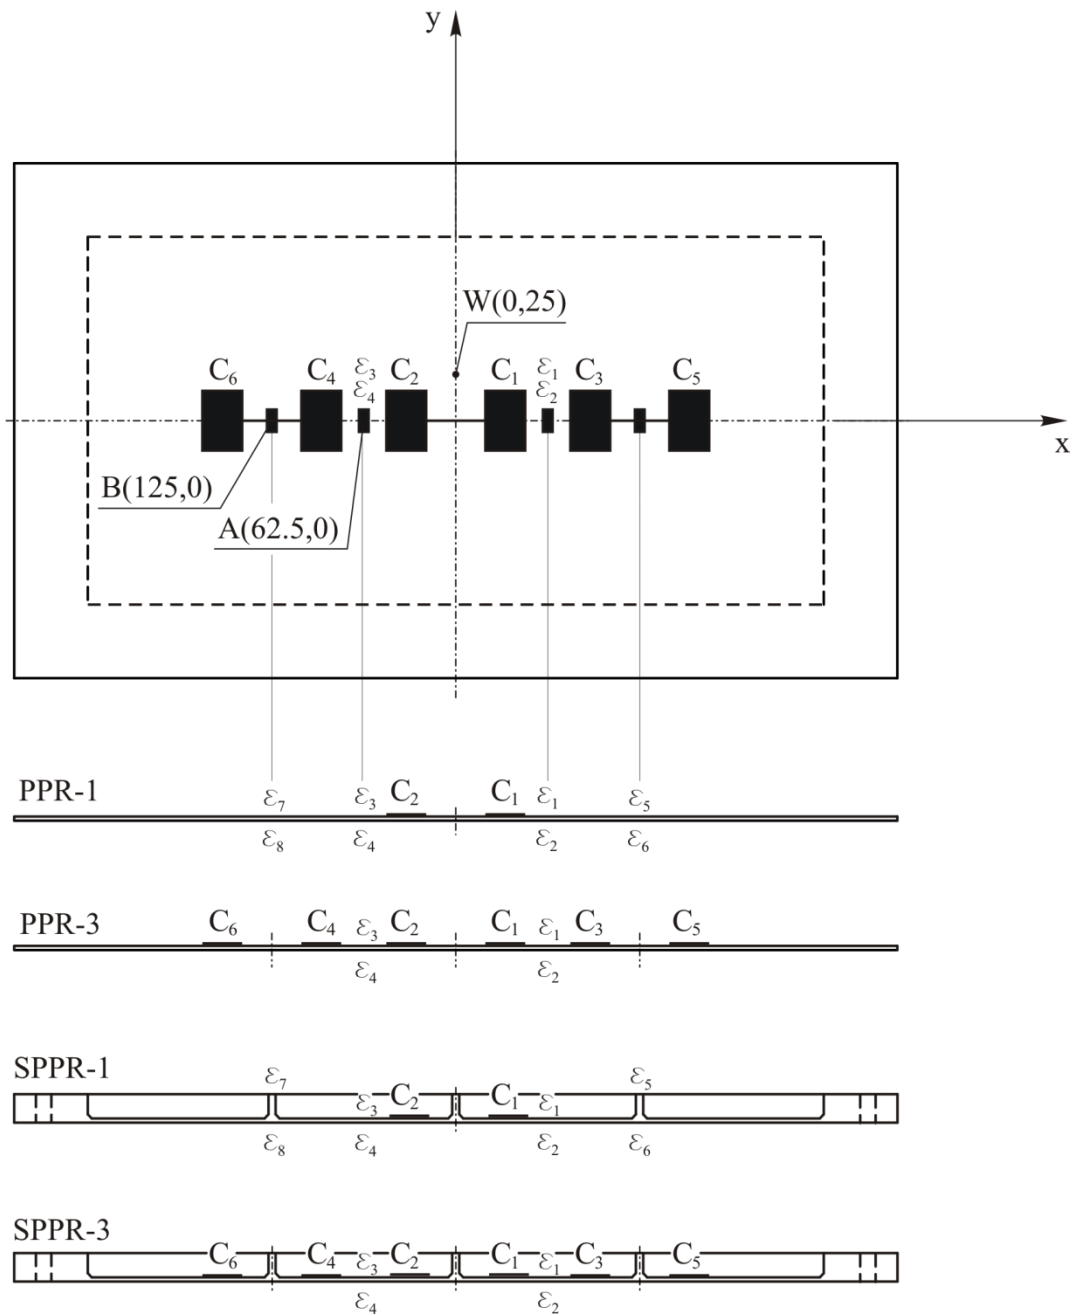 y
W(0,25)
C₆ C₄ ε₃ C₂ C₁ ε₁ C₃ C₅
ε₄ ε₂
x
B(125,0)
A(62.5,0)
PPR-1
ε₇ ε₃ C₂ C₁ ε₁ ε₅
ε₈ ε₄ ε₂ ε₆
PPR-3
C₆ C₄ ε₃ C₂ C₁ ε₁ C₃ C₅
ε₄ ε₂
SPPR-1
ε₇ ε₅
ε₃ C₂ C₁ ε₁
ε₈ ε₄ ε₂ ε₆
SPPR-3
C₆ C₄ ε₃ C₂ C₁ ε₁ C₃ C₅
ε₄ ε₂